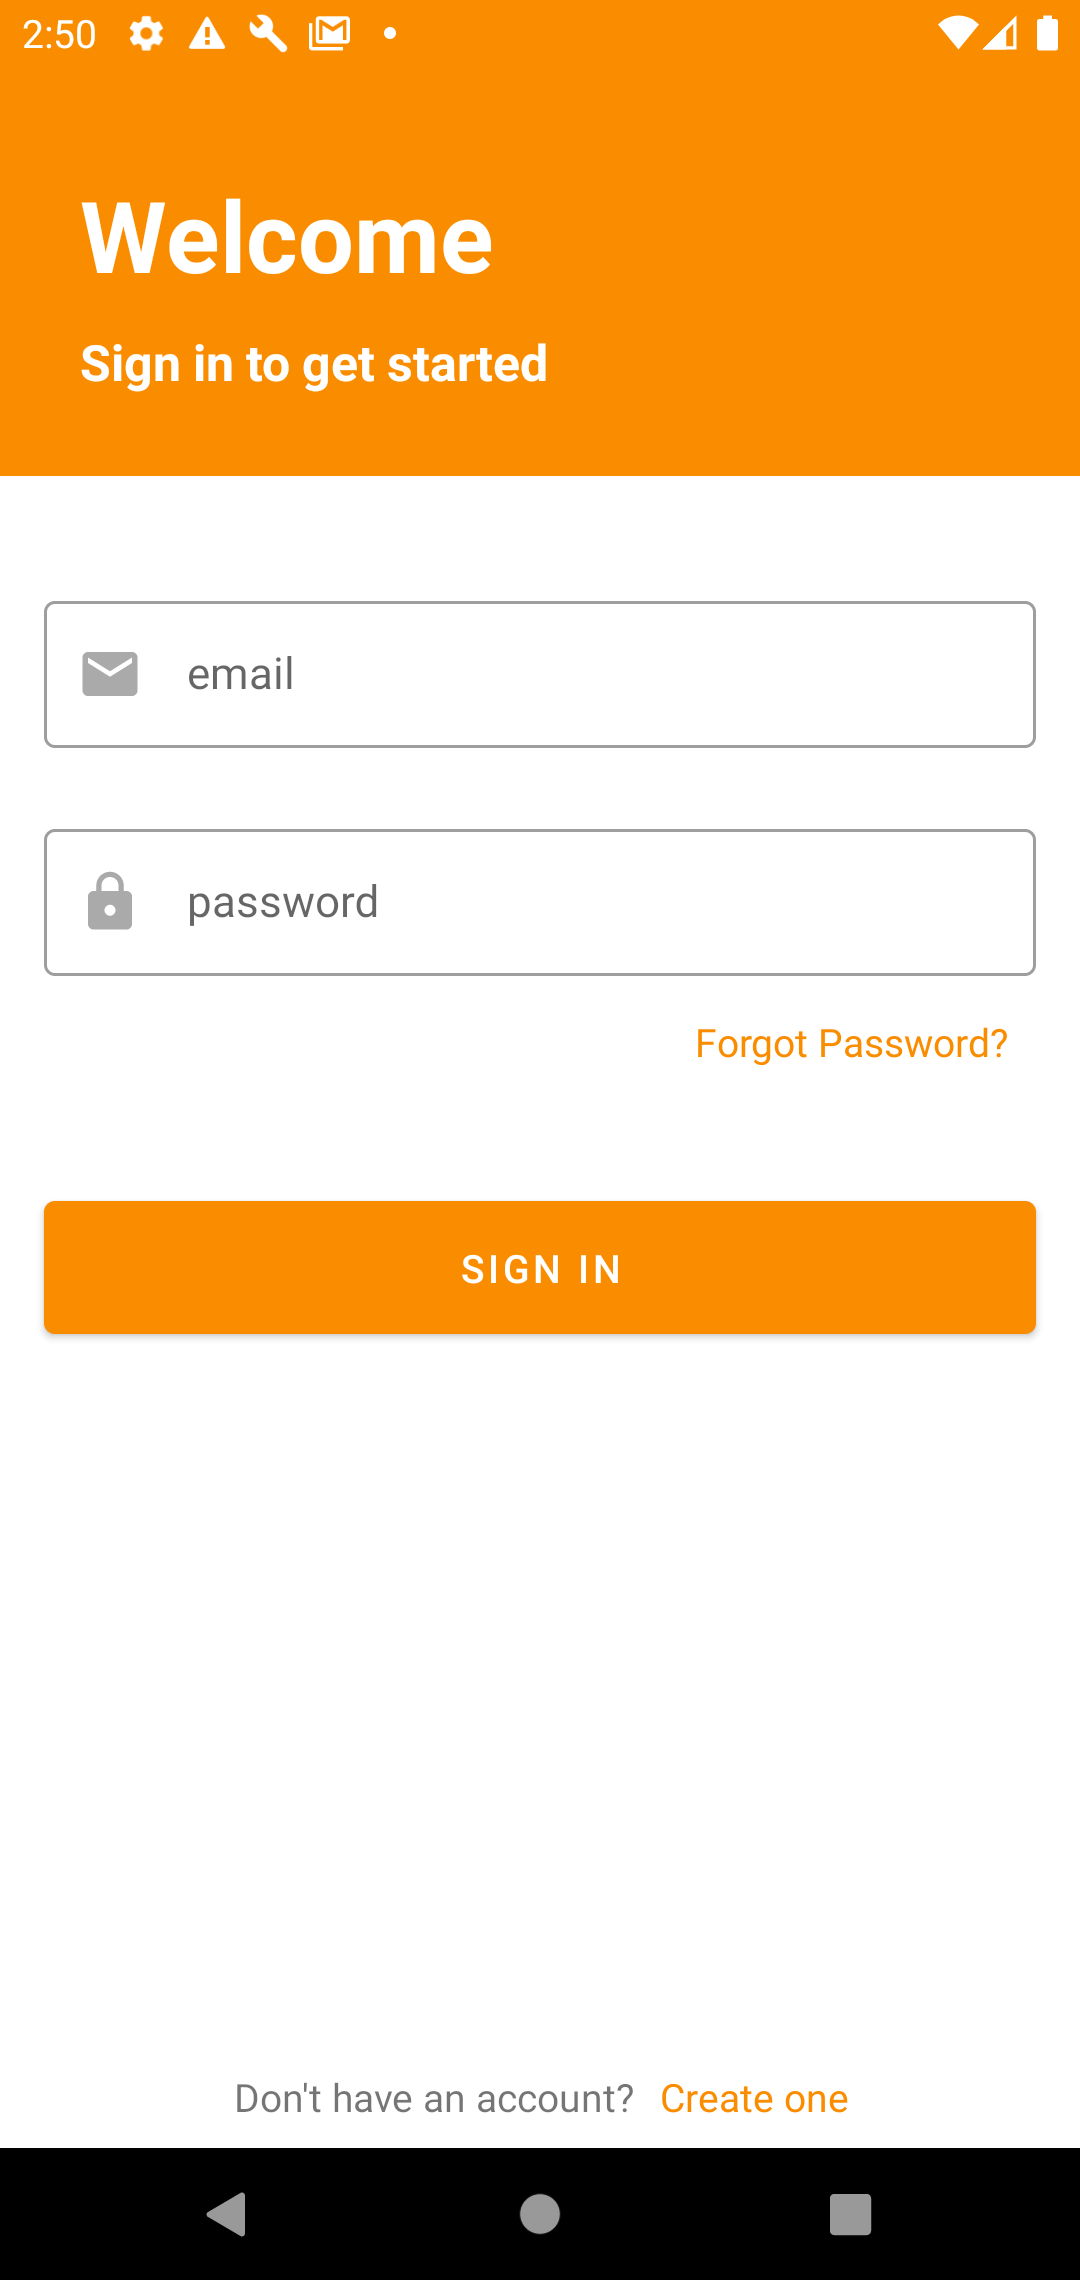 2:50
Welcome
Sign in to get started
email
password
Forgot Password?
SIGN IN
Don't have an account? Create one